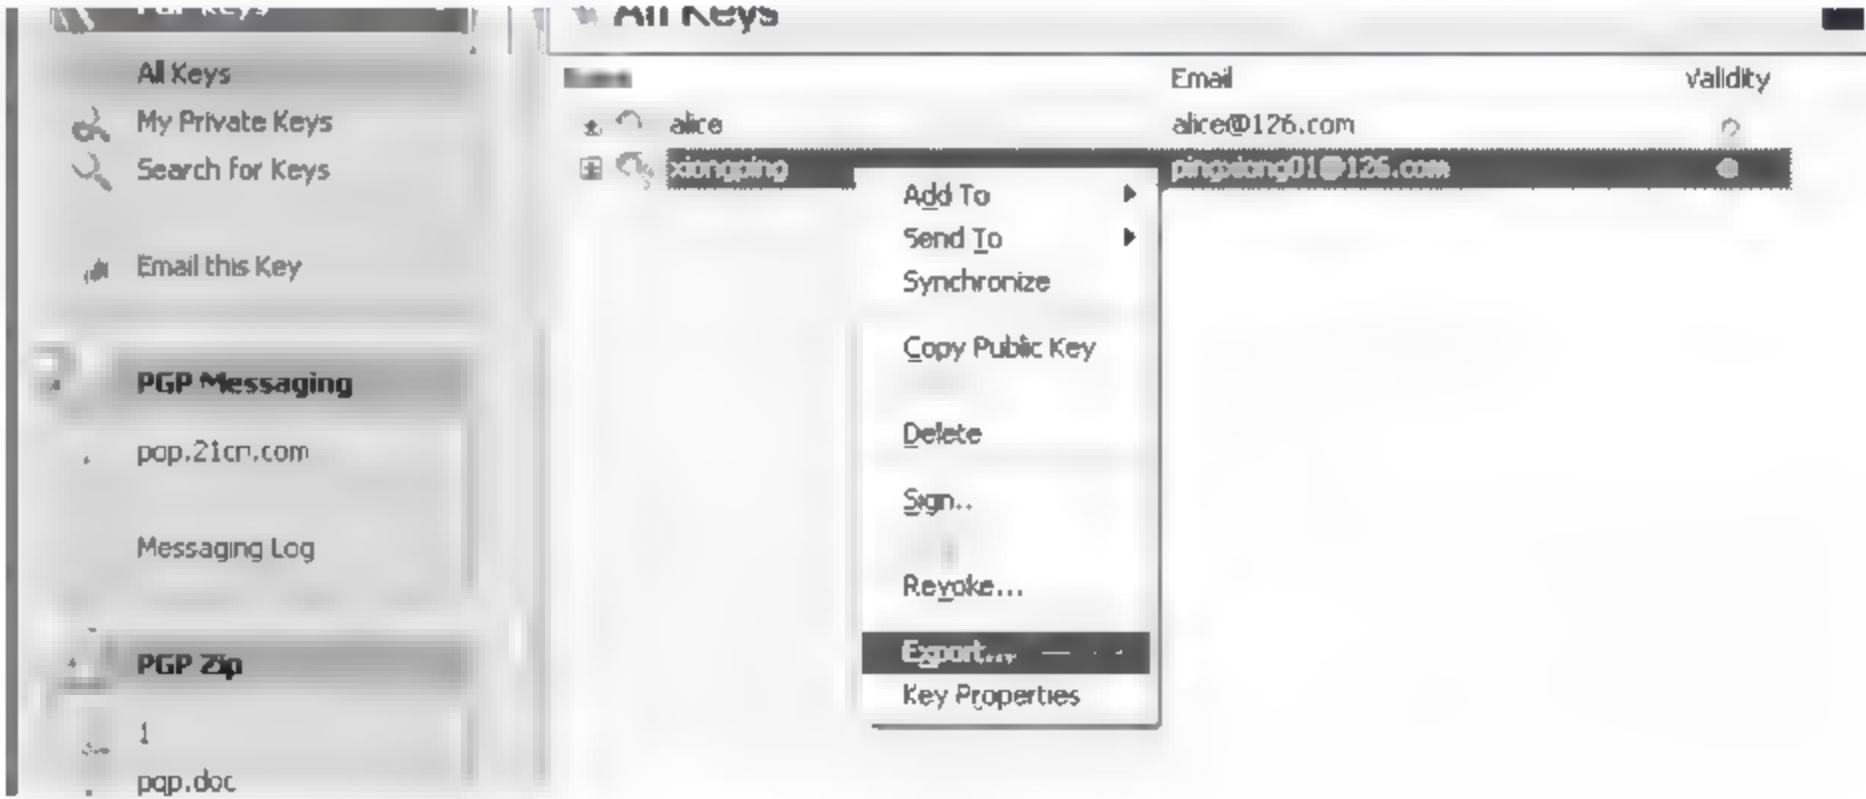 PGP Keys
All Keys
My Private Keys
Search for Keys
Email this Key
PGP Messaging
pop.21cn.com
Messaging Log
PGP Zip
1
pgp.doc
All Keys
Email Validity
alice alice@126.com
xiongping pingxiong01@126.com
Add To
Send To
Synchronize
Copy Public Key
Delete
Sign..
Revoke...
Export...
Key Properties